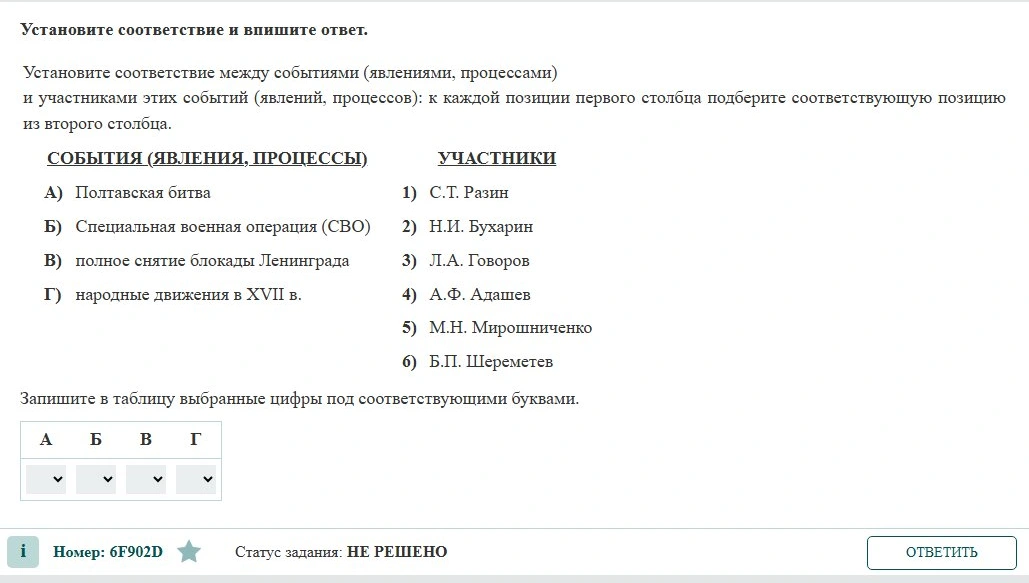 Установите соответствие и впишите ответ.
Установите соответствие между событиями (явлениями, процессами)
и участниками этих событий (явлений, процессов): к каждой позиции первого столбца подберите соответствующую позицию
из второго столбца.
СОБЫТИЯ (ЯВЛЕНИЯ, ПРОЦЕССЫ) УЧАСТНИКИ
А) Полтавская битва 1) С.Т. Разин
Б) Специальная военная операция (СВО) 2) Н.И. Бухарин
В) полное снятие блокады Ленинграда 3) Л.А. Говоров
Г) народные движения в XVII в. 4) А.Ф. Адашев
5) М.Н. Мирошниченко
6) Б.П. Шереметев
Запишите в таблицу выбранные цифры под соответствующими буквами.
А Б В Г
i Номер: 6F902D Статус задания: НЕ РЕШЕНО ОТВЕТИТЬ